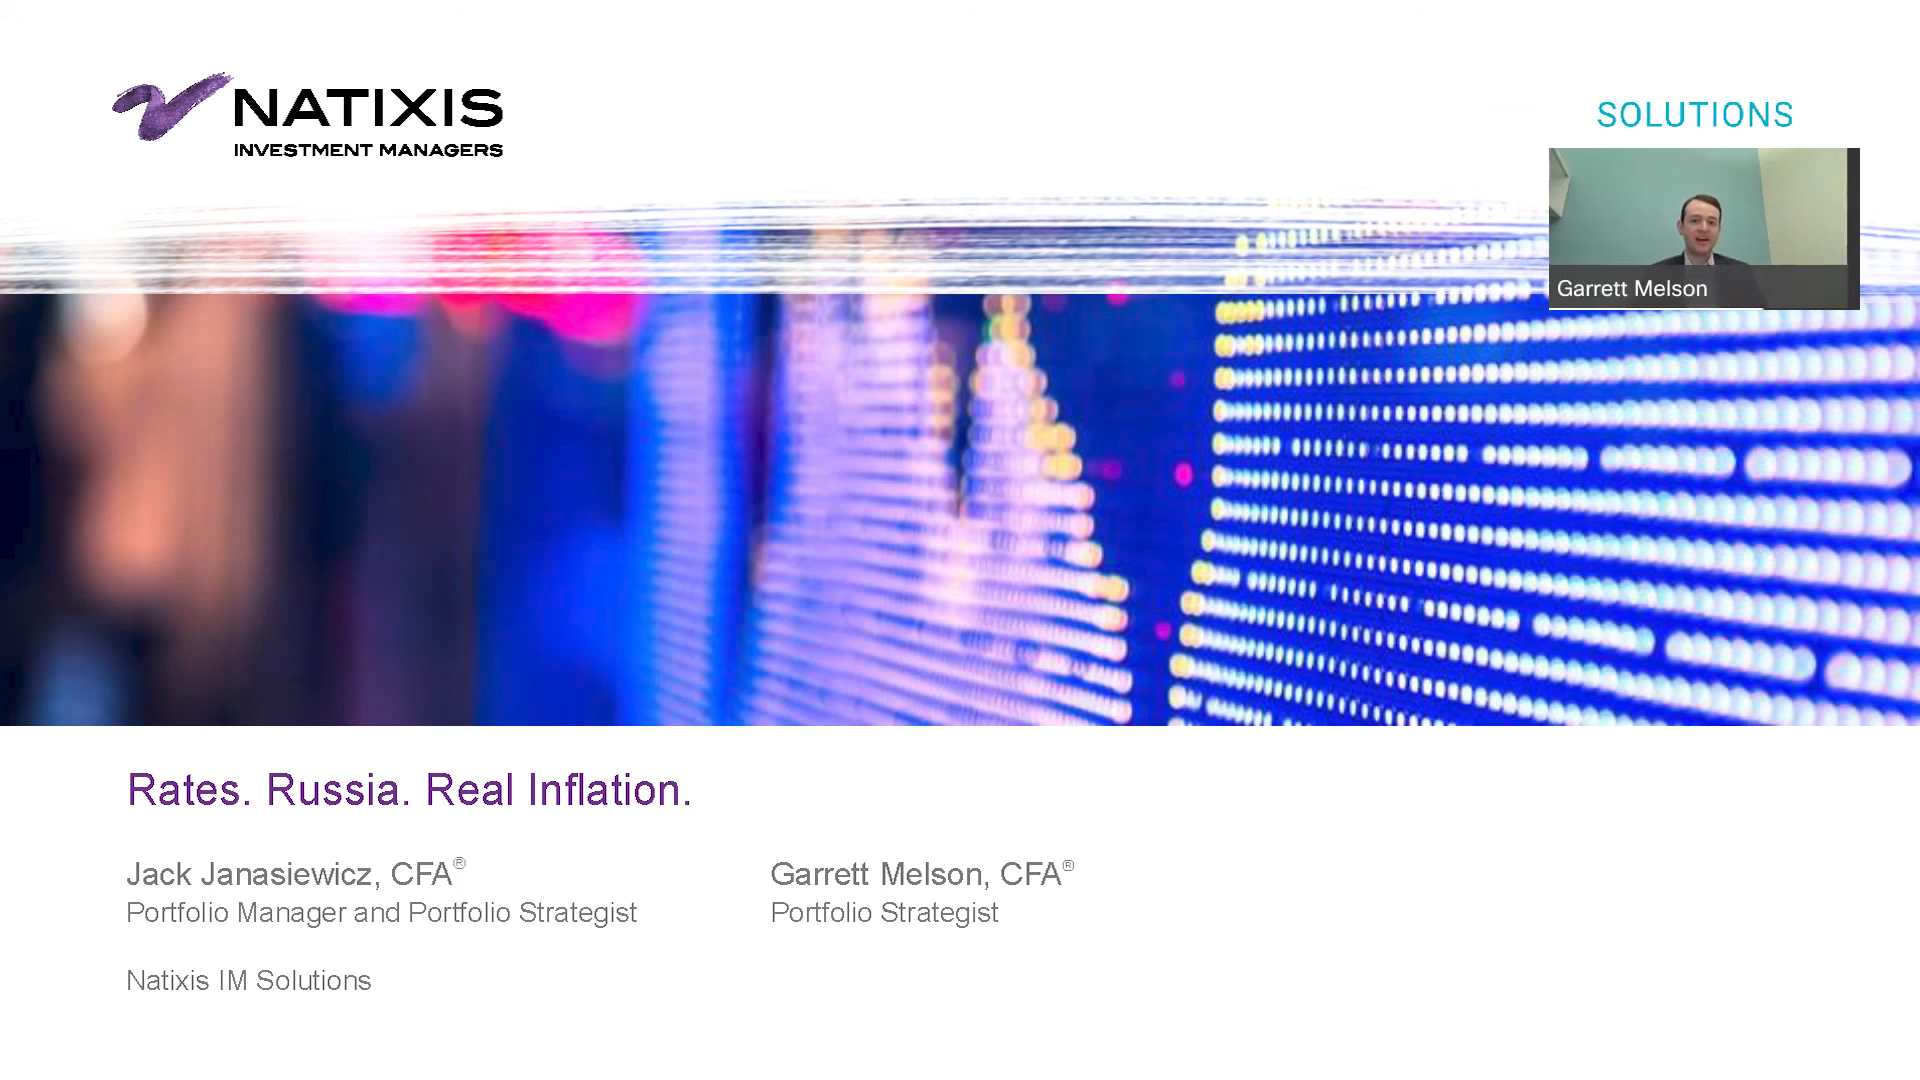 NATIXIS
INVESTMENT MANAGERS
SOLUTIONS
Garrett Melson
Rates. Russia. Real Inflation.
Jack Janasiewicz, CFA®
Portfolio Manager and Portfolio Strategist
Garrett Melson, CFA®
Portfolio Strategist
Natixis IM Solutions